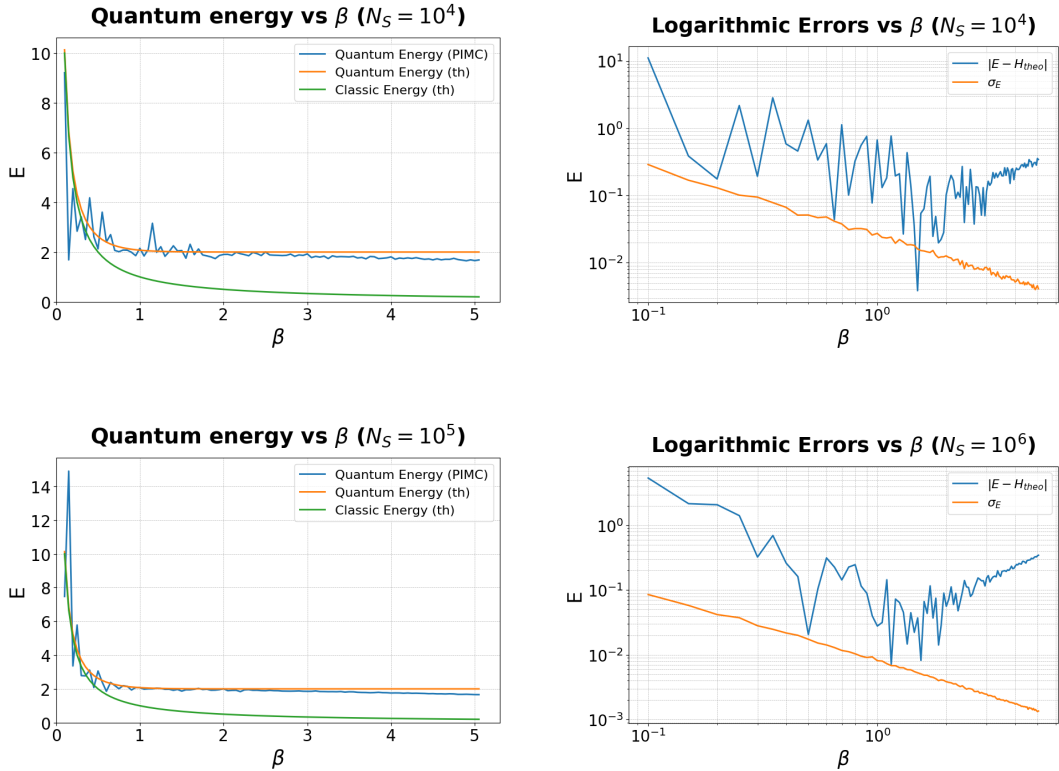 Quantum energy vs β (N_S = 10^4)
10
8
6
4
2
0
E
Quantum Energy (PIMC)
Quantum Energy (th)
Classic Energy (th)
0 1 2 3 4 5
β
Logarithmic Errors vs β (N_S = 10^4)
10^1
10^0
10^−1
10^−2
E
|E − H_theo|
σ_E
10^−1 10^0
β
Quantum energy vs β (N_S = 10^5)
14
12
10
8
6
4
2
0
E
Quantum Energy (PIMC)
Quantum Energy (th)
Classic Energy (th)
0 1 2 3 4 5
β
Logarithmic Errors vs β (N_S = 10^6)
10^0
10^−1
10^−2
10^−3
E
|E − H_theo|
σ_E
10^−1 10^0
β